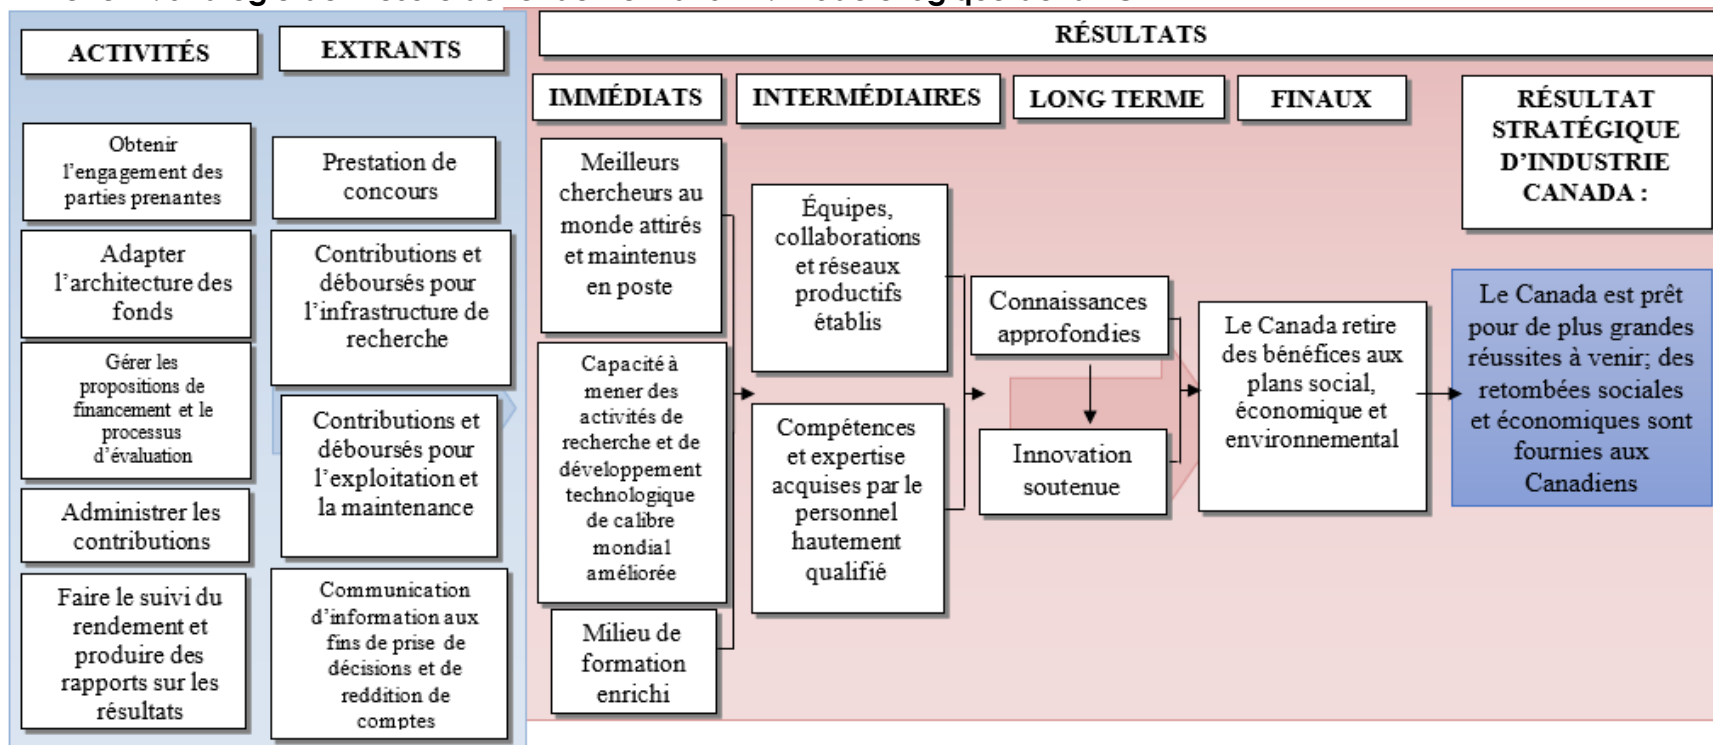 ACTIVITÉS
EXTRANTS
RÉSULTATS
IMMÉDIATS
INTERMÉDIAIRES
LONG TERME
FINAUX
RÉSULTAT
STRATÉGIQUE
D’INDUSTRIE
CANADA :
Obtenir
l’engagement des
parties prenantes
Adapter
l’architecture des
fonds
Gérer les
propositions de
financement et le
processus
d’évaluation
Administrer les
contributions
Faire le suivi du
rendement et
produire des
rapports sur les
résultats
Prestation de
concours
Contributions et
déboursés pour
l’infrastructure de
recherche
Contributions et
déboursés pour
l’exploitation et
la maintenance
Communication
d’information aux
fins de prise de
décisions et de
reddition de
comptes
Meilleurs
chercheurs au
monde attirés
et maintenus
en poste
Capacité à
mener des
activités de
recherche et de
développement
technologique
de calibre
mondial
améliorée
Milieu de
formation
enrichi
Équipes,
collaborations
et réseaux
productifs
établis
Compétences
et expertise
acquises par le
personnel
hautement
qualifié
Connaissances
approfondies
Innovation
soutenue
Le Canada retire
des bénéfices aux
plans social,
économique et
environnemental
Le Canada est prêt
pour de plus grandes
réussites à venir; des
retombées sociales
et économiques sont
fournies aux
Canadiens